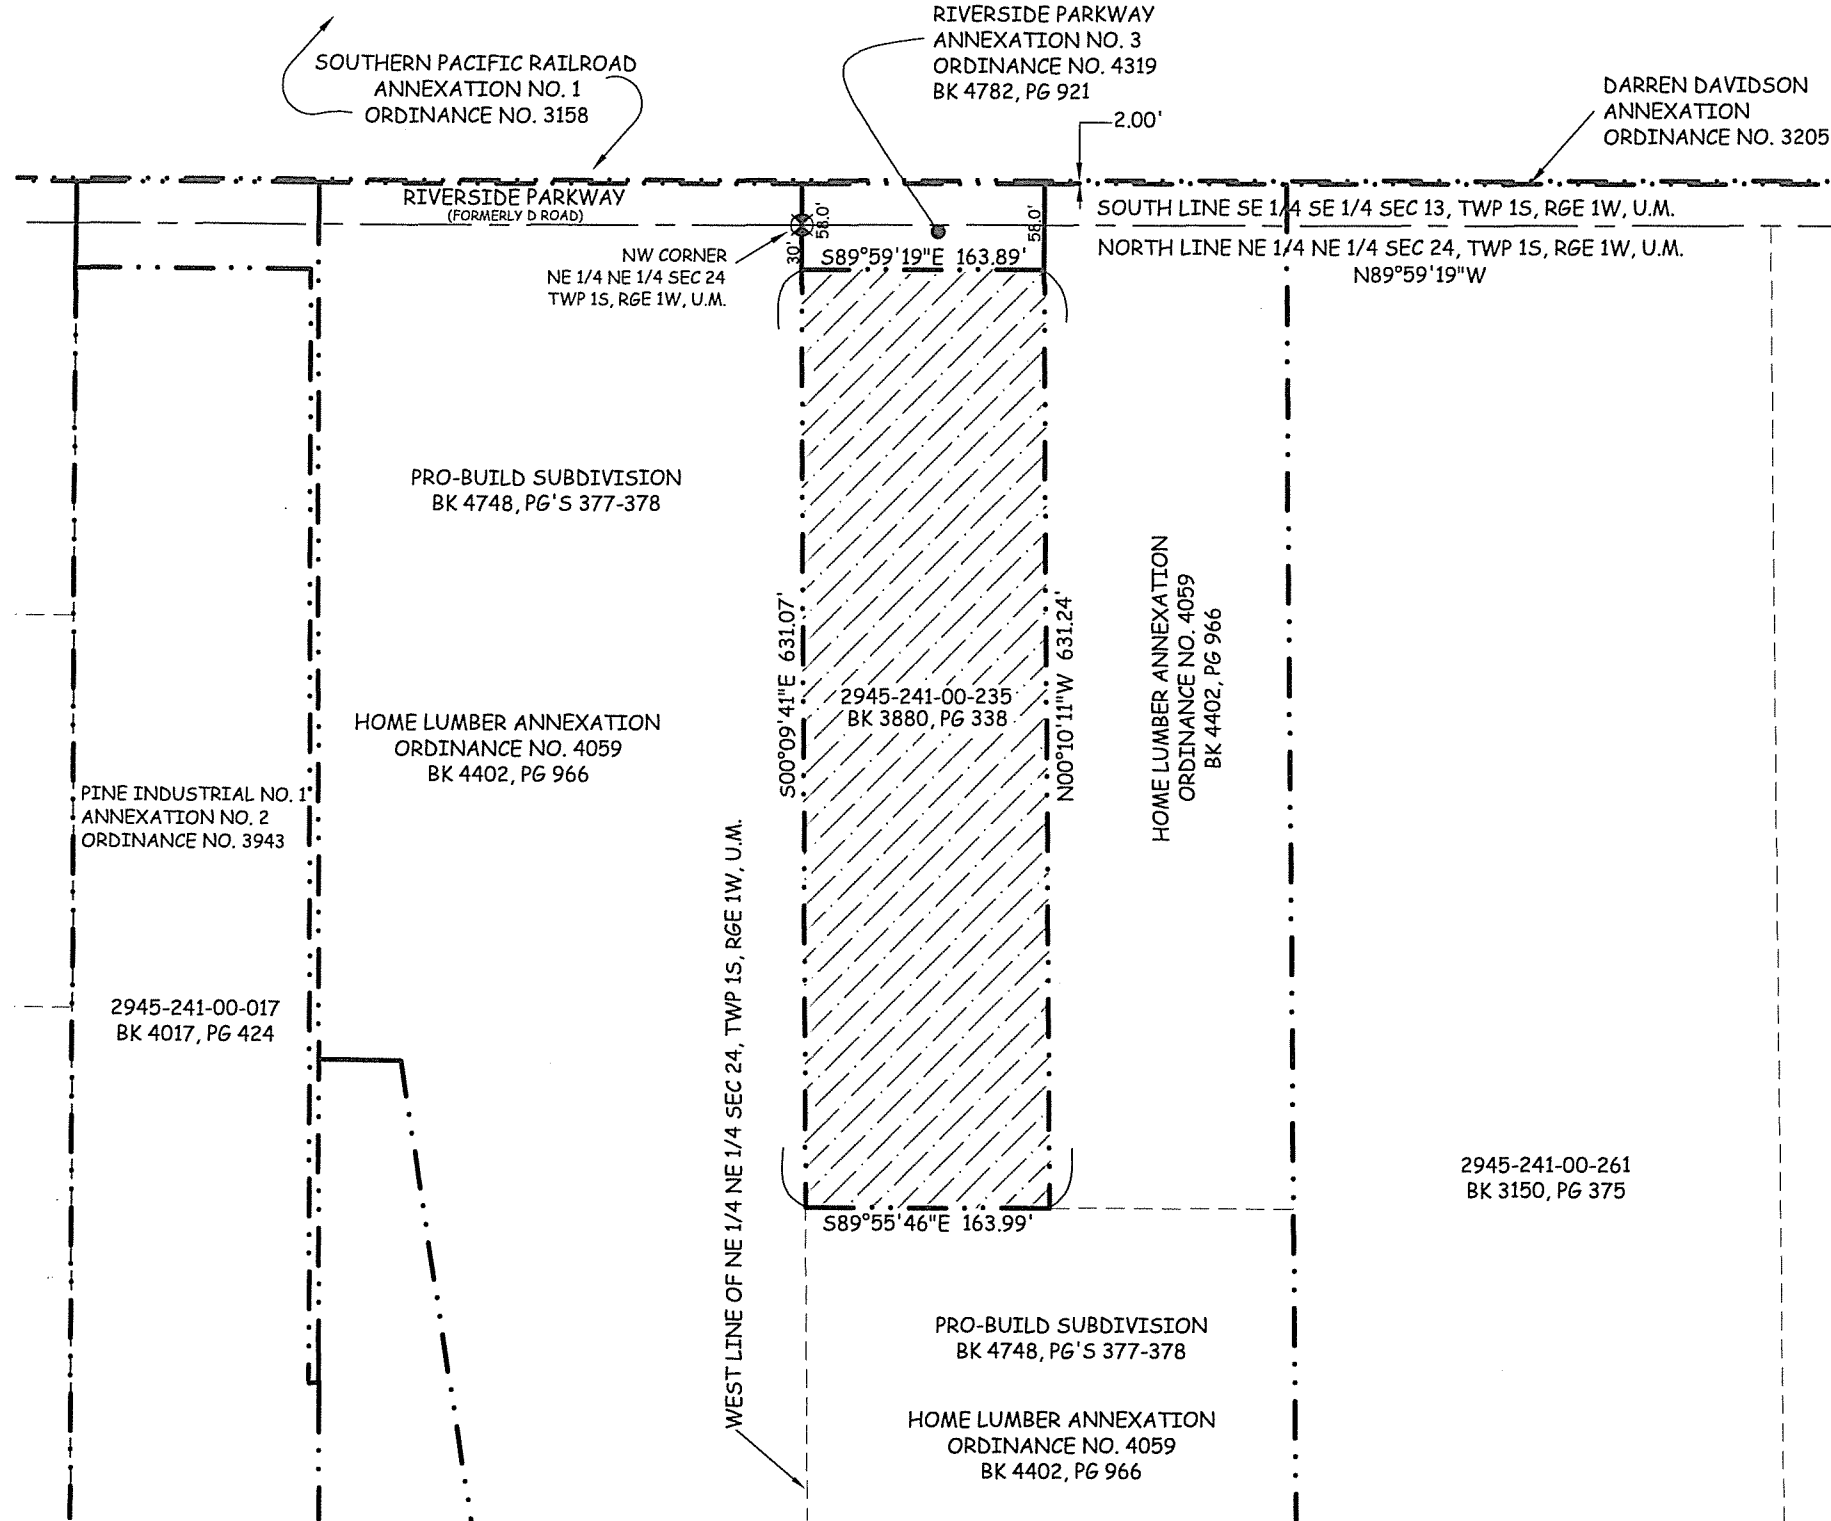 SOUTHERN PACIFIC RAILROAD
ANNEXATION NO. 1
ORDINANCE NO. 3158
RIVERSIDE PARKWAY
ANNEXATION NO. 3
ORDINANCE NO. 4319
BK 4782, PG 921
2.00'
DARREN DAVIDSON
ANNEXATION
ORDINANCE NO. 3205
RIVERSIDE PARKWAY
(FORMERLY D ROAD)
58.0'
58.0'
30'
SOUTH LINE SE 1/4 SE 1/4 SEC 13, TWP 1S, RGE 1W, U.M.
NORTH LINE NE 1/4 NE 1/4 SEC 24, TWP 1S, RGE 1W, U.M.
N89°59'19"W
NW CORNER
NE 1/4 NE 1/4 SEC 24
TWP 1S, RGE 1W, U.M.
S89°59'19"E 163.89'
PRO-BUILD SUBDIVISION
BK 4748, PG'S 377-378
HOME LUMBER ANNEXATION
ORDINANCE NO. 4059
BK 4402, PG 966
S00°09'41"E 631.07'
2945-241-00-235
BK 3880, PG 338
N00°10'11"W 631.24'
HOME LUMBER ANNEXATION
ORDINANCE NO. 4059
BK 4402, PG 966
PINE INDUSTRIAL NO. 1
ANNEXATION NO. 2
ORDINANCE NO. 3943
WEST LINE OF NE 1/4 NE 1/4 SEC 24, TWP 1S, RGE 1W, U.M.
2945-241-00-017
BK 4017, PG 424
2945-241-00-261
BK 3150, PG 375
S89°55'46"E 163.99'
PRO-BUILD SUBDIVISION
BK 4748, PG'S 377-378
HOME LUMBER ANNEXATION
ORDINANCE NO. 4059
BK 4402, PG 966